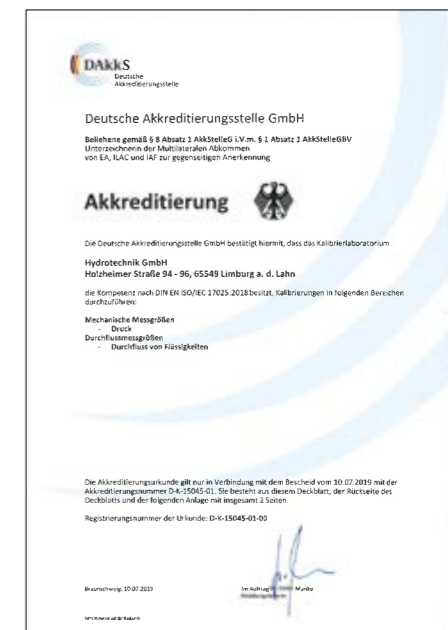 DAkkS
Deutsche
Akkreditierungsstelle
Deutsche Akkreditierungsstelle GmbH
Beliehene gemäß § 8 Absatz 1 AkkStelleG i.V.m. § 1 Absatz 1 AkkStelleGBV
Unterzeichnerin der Multilateralen Abkommen
von EA, ILAC und IAF zur gegenseitigen Anerkennung
Akkreditierung
Die Deutsche Akkreditierungsstelle GmbH bestätigt hiermit, dass das Kalibrierlaboratorium
Hydrotechnik GmbH
Holzheimer Straße 94 - 96, 65549 Limburg a. d. Lahn
die Kompetenz nach DIN EN ISO/IEC 17025:2018 besitzt, Kalibrierungen in folgenden Bereichen
durchzuführen:
Mechanische Messgrößen
- Druck
Durchflussmessgrößen
- Durchfluss von Flüssigkeiten
Die Akkreditierungsurkunde gilt nur in Verbindung mit dem Bescheid vom 10.07.2019 mit der
Akkreditierungsnummer D-K-15045-01. Sie besteht aus diesem Deckblatt, der Rückseite des
Deckblatts und der folgenden Anlage mit insgesamt 2 Seiten.
Registrierungsnummer der Urkunde: D-K-15045-01-00
Braunschweig, 10.07.2019
Im Auftrag